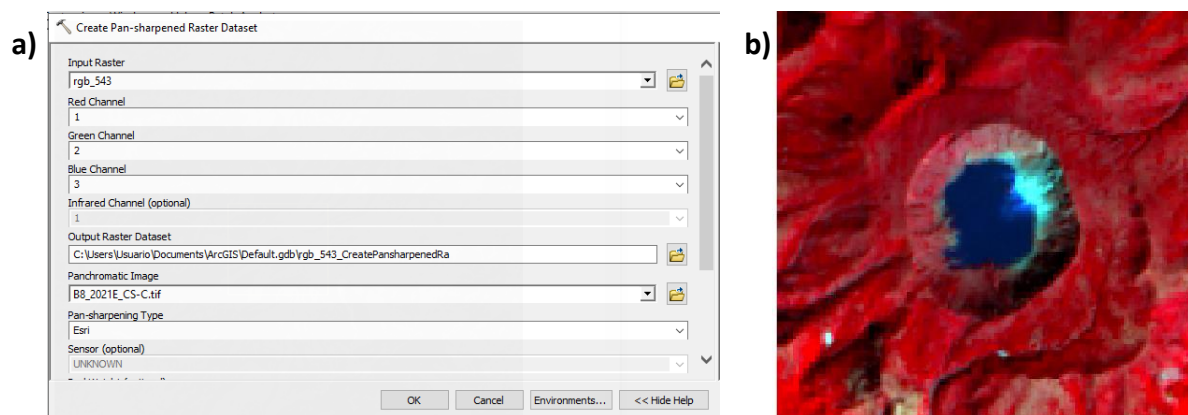 a)
Create Pan-sharpened Raster Dataset
Input Raster
rgb_543
Red Channel
1
Green Channel
2
Blue Channel
3
Infrared Channel (optional)
1
Output Raster Dataset
C:\Users\Usuario\Documents\ArcGIS\Default.gdb\rgb_543_CreatePansharpenedRa
Panchromatic Image
B8_2021E_CS-C.tif
Pan-sharpening Type
Esri
Sensor (optional)
UNKNOWN
OK Cancel Environments... << Hide Help
b)